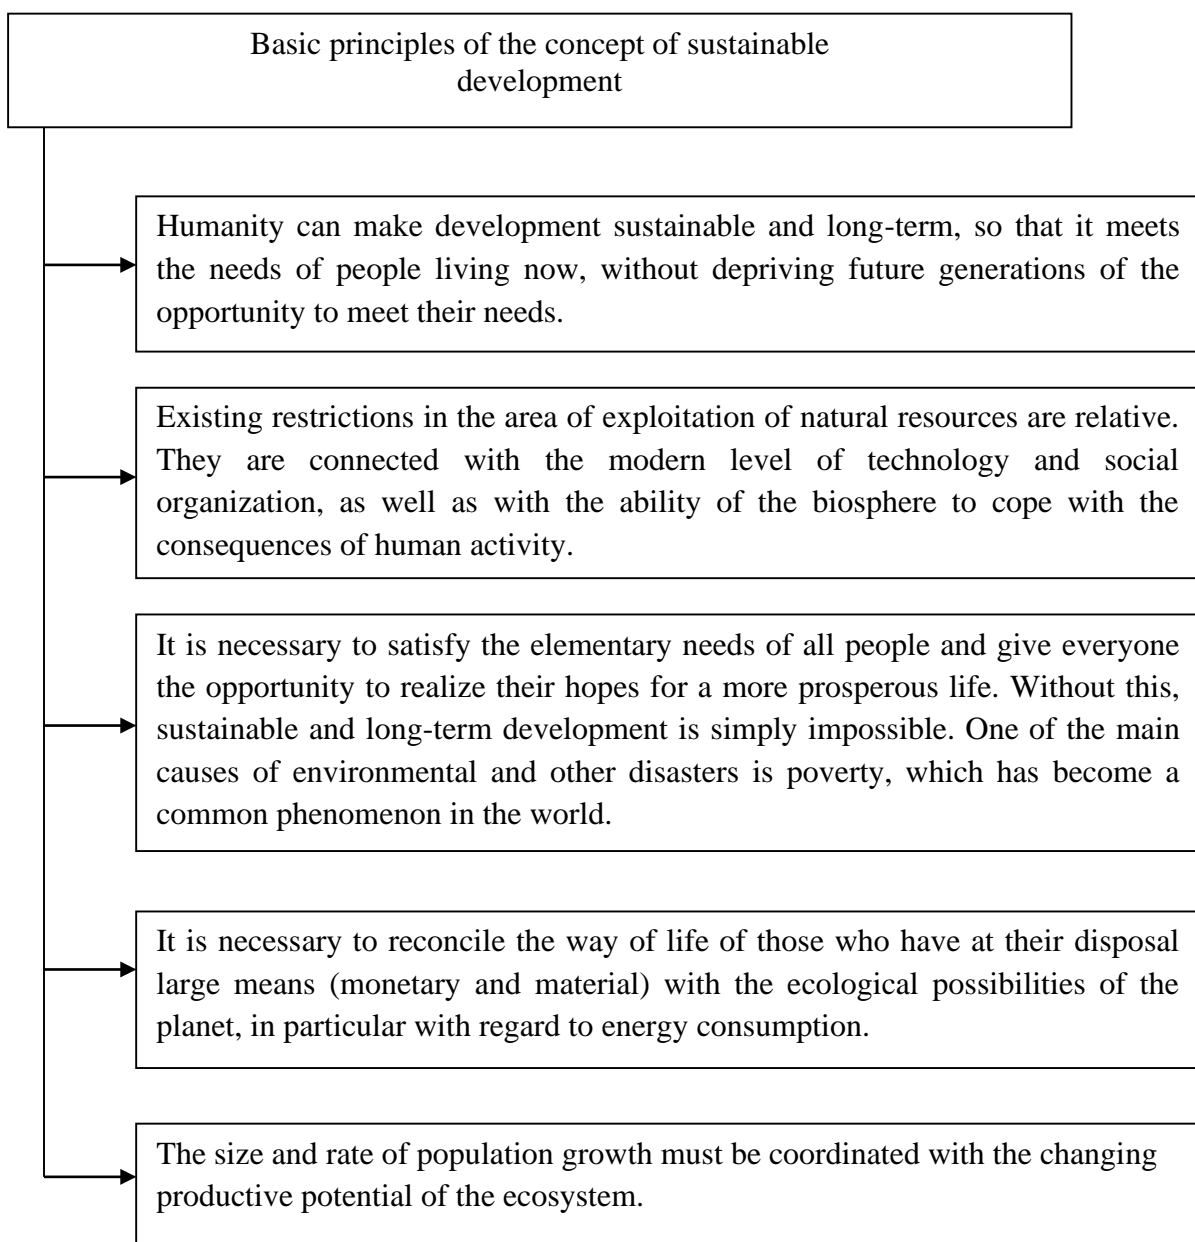 Basic principles of the concept of sustainable
development
Humanity can make development sustainable and long-term, so that it meets
the needs of people living now, without depriving future generations of the
opportunity to meet their needs.
Existing restrictions in the area of exploitation of natural resources are relative.
They are connected with the modern level of technology and social
organization, as well as with the ability of the biosphere to cope with the
consequences of human activity.
It is necessary to satisfy the elementary needs of all people and give everyone
the opportunity to realize their hopes for a more prosperous life. Without this,
sustainable and long-term development is simply impossible. One of the main
causes of environmental and other disasters is poverty, which has become a
common phenomenon in the world.
It is necessary to reconcile the way of life of those who have at their disposal
large means (monetary and material) with the ecological possibilities of the
planet, in particular with regard to energy consumption.
The size and rate of population growth must be coordinated with the changing
productive potential of the ecosystem.